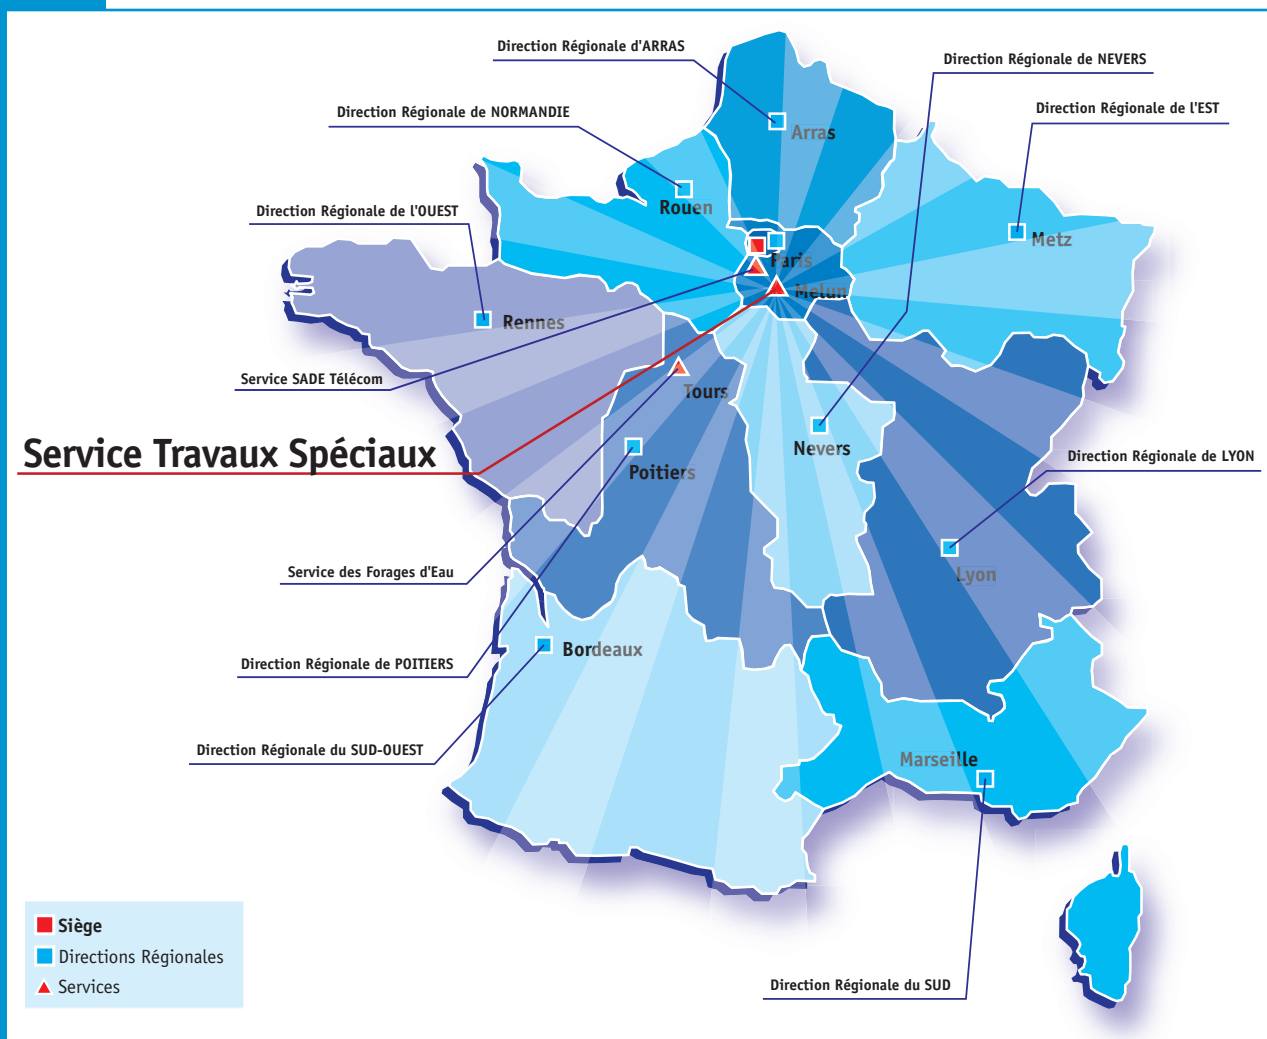 Direction Régionale d'ARRAS
Direction Régionale de NEVERS
Direction Régionale de l'EST
Direction Régionale de NORMANDIE
Arras
Rouen
Direction Régionale de l'OUEST
Metz
Paris
Melun
Rennes
Service SADE Télécom
Tours
Service Travaux Spéciaux
Nevers
Poitiers
Direction Régionale de LYON
Service des Forages d'Eau
Lyon
Bordeaux
Direction Régionale de POITIERS
Direction Régionale du SUD-OUEST
Marseille
Siège
Directions Régionales
Services
Direction Régionale du SUD